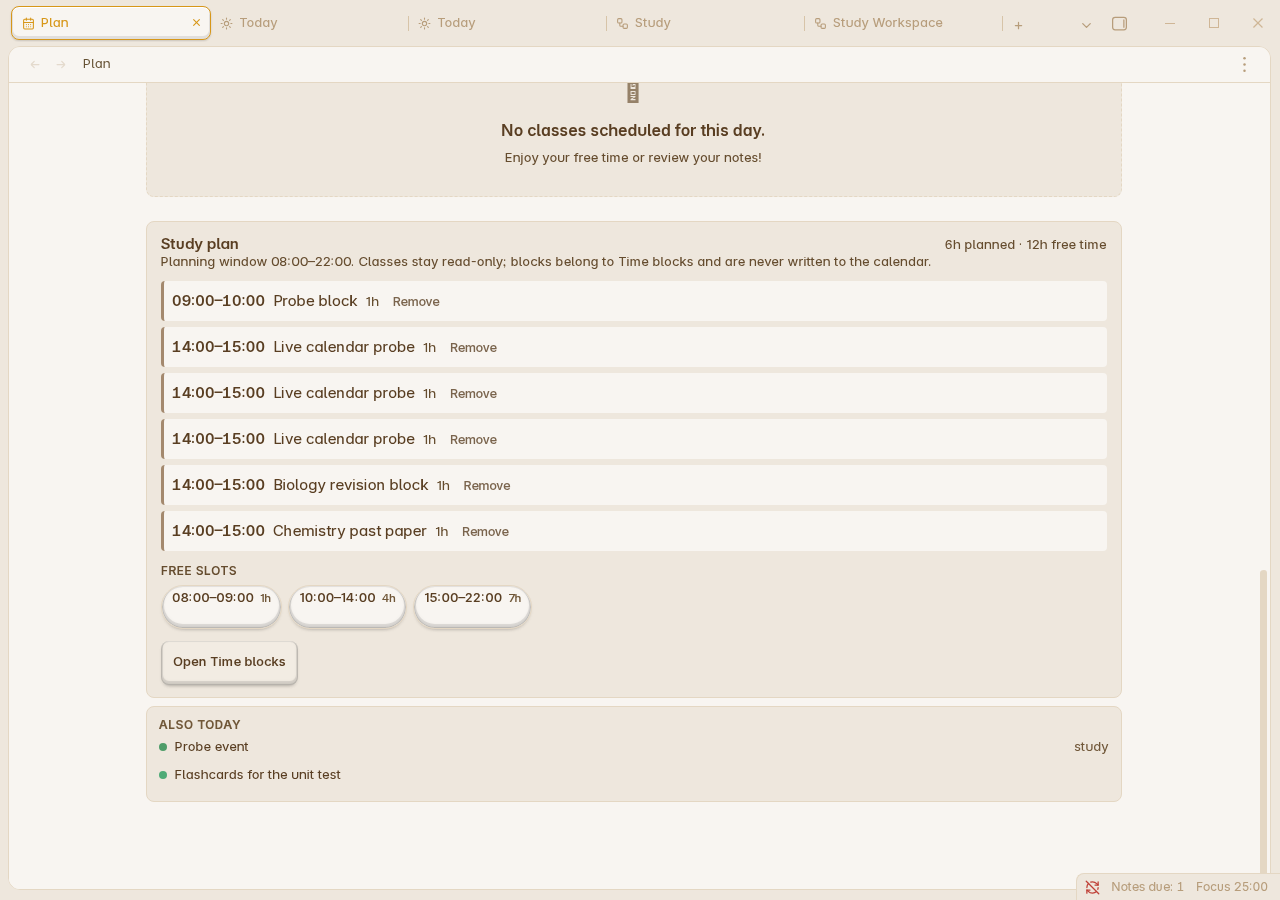 Plan
Today
Today
Study
Study Workspace
Plan
No classes scheduled for this day.
Enjoy your free time or review your notes!
Study plan
6h planned · 12h free time
Planning window 08:00–22:00. Classes stay read-only; blocks belong to Time blocks and are never written to the calendar.
09:00–10:00 Probe block 1h Remove
14:00–15:00 Live calendar probe 1h Remove
14:00–15:00 Live calendar probe 1h Remove
14:00–15:00 Live calendar probe 1h Remove
14:00–15:00 Biology revision block 1h Remove
14:00–15:00 Chemistry past paper 1h Remove
FREE SLOTS
08:00–09:00 1h
10:00–14:00 4h
15:00–22:00 7h
Open Time blocks
ALSO TODAY
Probe event study
Flashcards for the unit test
Notes due: 1 Focus 25:00